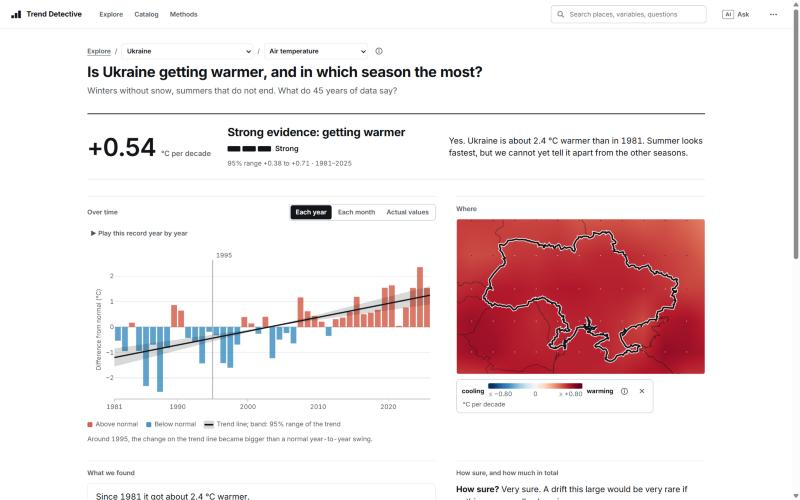 Trend Detective
Explore
Catalog
Methods
Search places, variables, questions
AI Ask
Explore / Ukraine / Air temperature
Is Ukraine getting warmer, and in which season the most?
Winters without snow, summers that do not end. What do 45 years of data say?
+0.54 °C per decade
Strong evidence: getting warmer
Strong
95% range +0.38 to +0.71 · 1981–2025
Yes. Ukraine is about 2.4 °C warmer than in 1981. Summer looks
fastest, but we cannot yet tell it apart from the other seasons.
Over time
Each year
Each month
Actual values
▶ Play this record year by year
1995
Difference from normal (°C)
2
1
0
−1
−2
1981
1990
2000
2010
2020
Above normal
Below normal
Trend line; band: 95% range of the trend
Around 1995, the change on the trend line became bigger than a normal year-to-year swing.
Where
cooling
≤ −0.80
0
≥ +0.80
warming
°C per decade
What we found
Since 1981 it got about 2.4 °C warmer.
How sure, and how much in total
How sure? Very sure. A drift this large would be very rare if